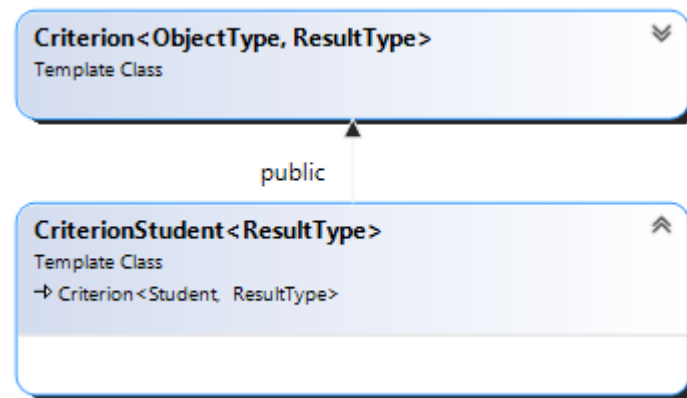 Criterion<ObjectType, ResultType>
Template Class
public
CriterionStudent<ResultType>
Template Class
Criterion<Student, ResultType>